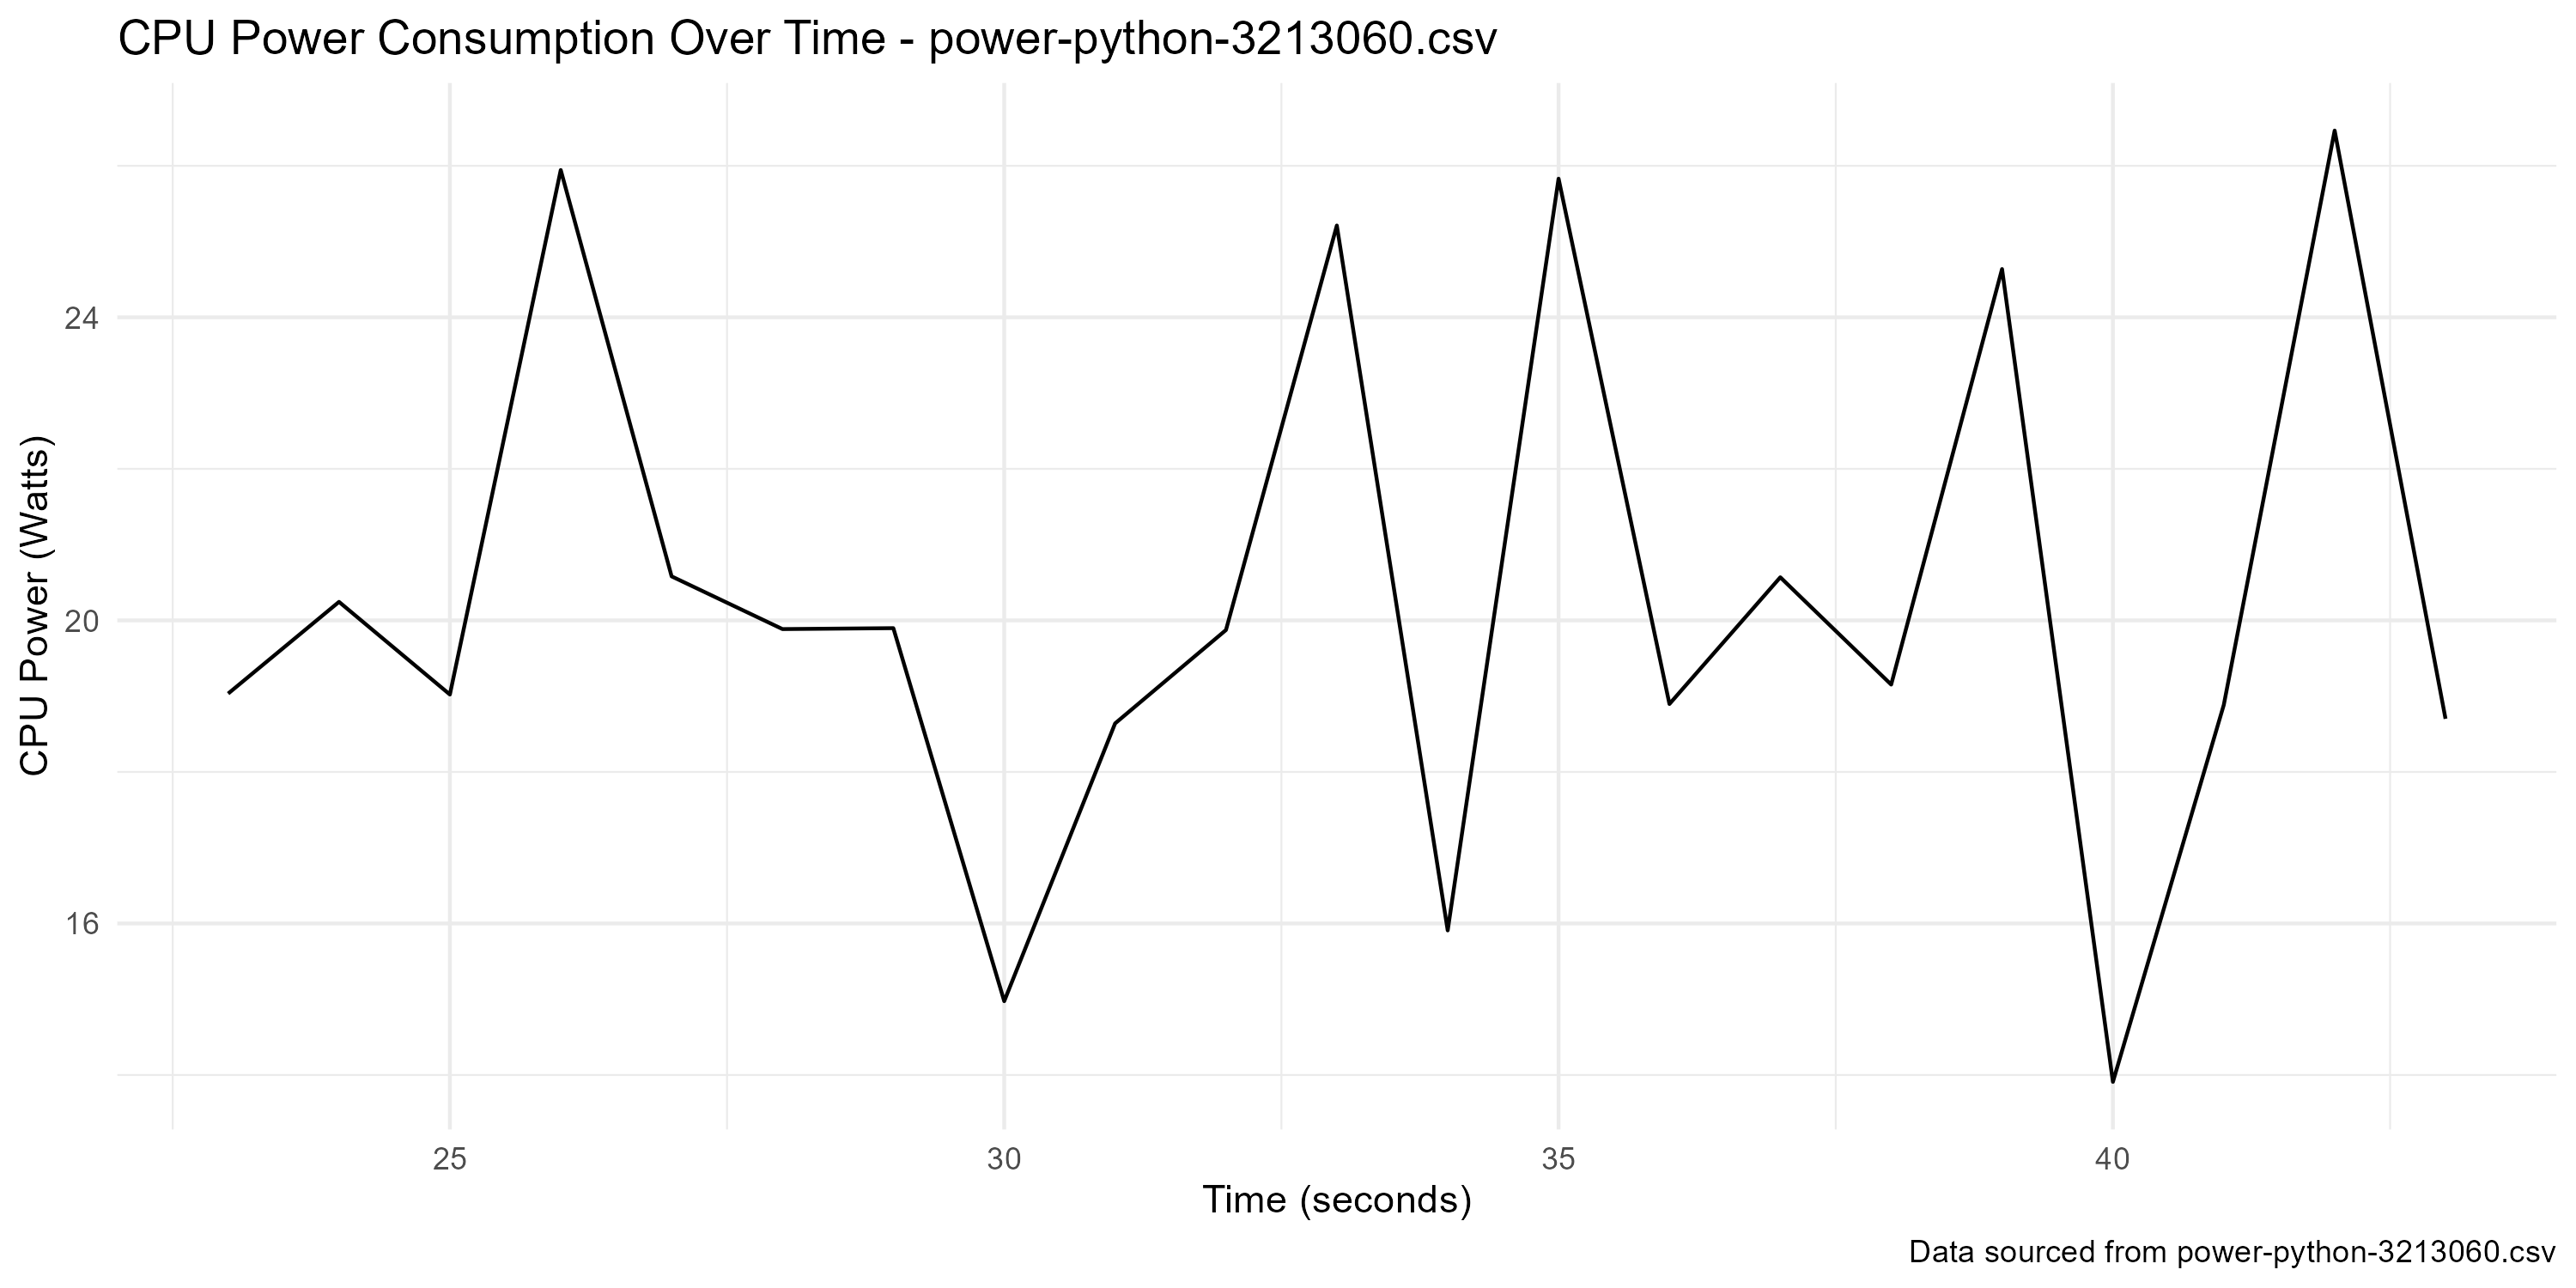 CPU Power Consumption Over Time - power-python-3213060.csv
CPU Power (Watts)
24
20
16
25
30
35
40
Time (seconds)
Data sourced from power-python-3213060.csv